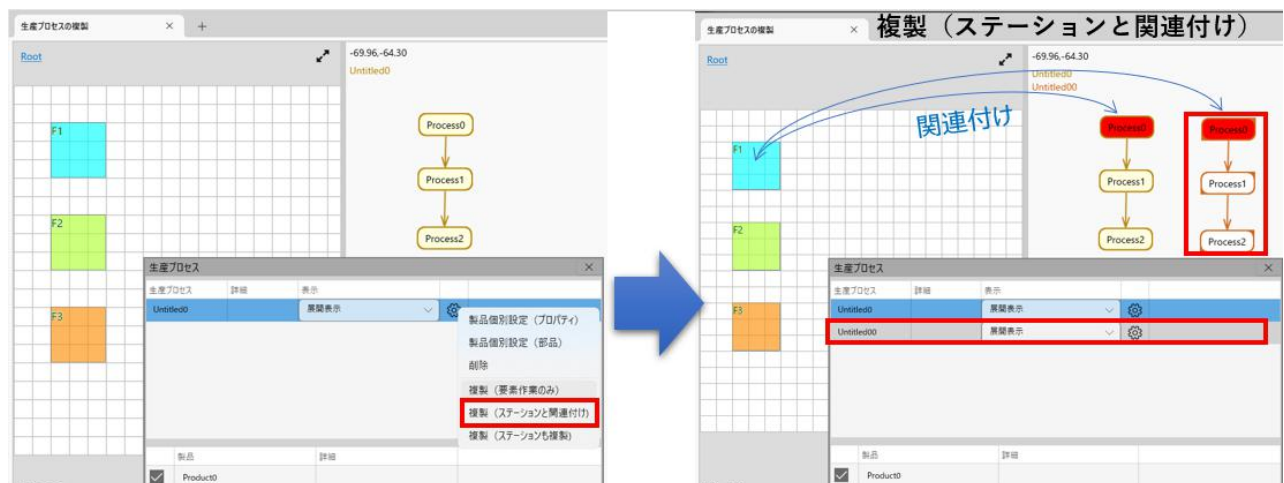 生産プロセスの複製 × +
Root
-69.96,-64.30
Untitled0
F1
F2
F3
Process0
Process1
Process2
生産プロセス ×
生産プロセス 詳細 表示
Untitled0 展開表示
製品個別設定（プロパティ）
製品個別設定（部品）
削除
複製（要素作業のみ）
複製（ステーションと関連付け）
複製（ステーションも複製）
製品 詳細
Product0
生産プロセスの複製 ×
複製（ステーションと関連付け）
Root
-69.96,-64.30
Untitled0
Untitled00
関連付け
F1
F2
F3
Process0 Process0
Process1 Process1
Process2 Process2
生産プロセス ×
生産プロセス 詳細 表示
Untitled0 展開表示
Untitled00 展開表示
製品 詳細
Product0